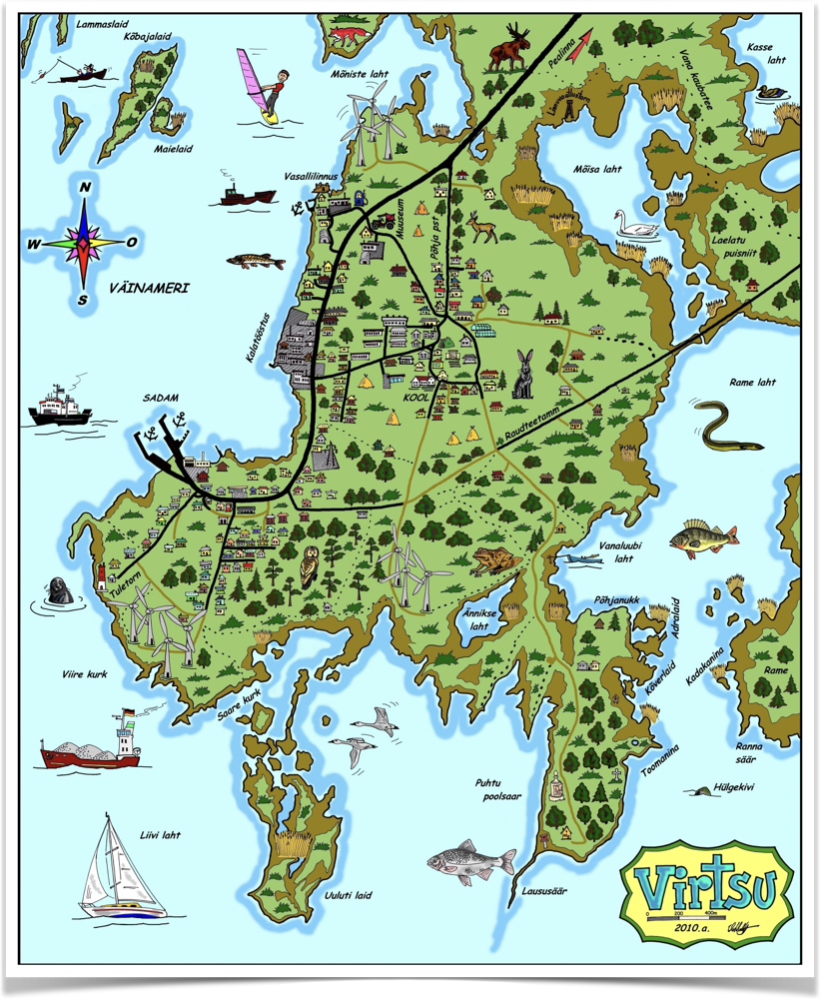 Lammaslaid
Kõbajalaid
Maielaid
Mõniste laht
Pealinna
Vana kaubatee
Kasse
laht
Mõisa laht
Vasallilinnus
N
W
O
S
VÄINAMERI
Muuseum
Põhja pst
Laelatu
puisniit
Kalatööstus
SADAM
KOOL
Raudteetamm
Rame laht
Tuletorn
Vanaluubi
laht
Ännikse
laht
Põhjanukk
Adralaid
Kõverlaid
Kadakanina
Rame
Viire kurk
Saare kurk
Ranna
säär
Toomanina
Hülgekivi
Puhtu
poolsaar
Liivi laht
Uuluti laid
Laususäär
Virtsu
0 200 400m
2010.a.